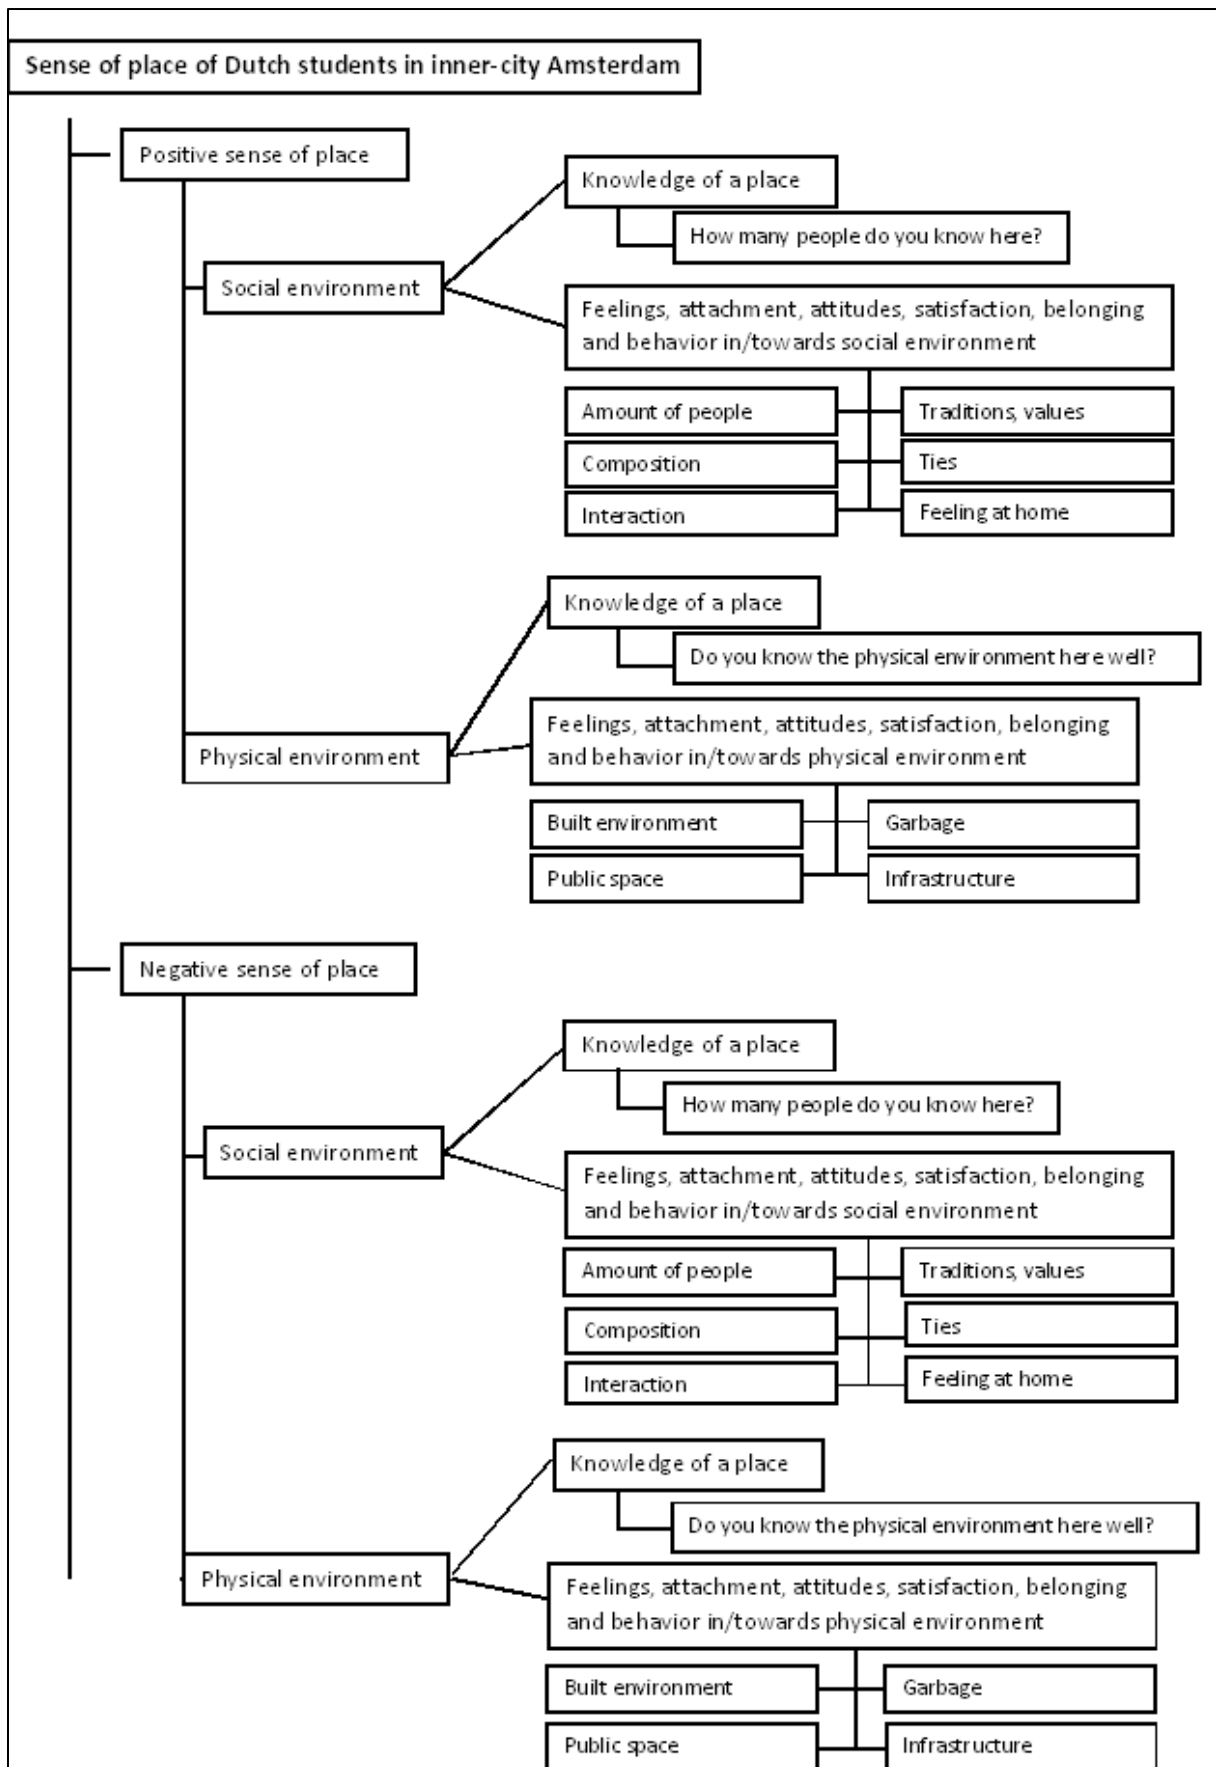 Sense of place of Dutch students in inner-city Amsterdam
Positive sense of place
Knowledge of a place
How many people do you know here?
Social environment
Feelings, attachment, attitudes, satisfaction, belonging
and behavior in/towards social environment
Amount of people
Traditions, values
Composition
Ties
Interaction
Feeling at home
Knowledge of a place
Do you know the physical environment here well?
Physical environment
Feelings, attachment, attitudes, satisfaction, belonging
and behavior in/towards physical environment
Built environment
Garbage
Public space
Infrastructure
Negative sense of place
Knowledge of a place
How many people do you know here?
Social environment
Feelings, attachment, attitudes, satisfaction, belonging
and behavior in/towards social environment
Amount of people
Traditions, values
Composition
Ties
Interaction
Feeling at home
Knowledge of a place
Do you know the physical environment here well?
Physical environment
Feelings, attachment, attitudes, satisfaction, belonging
and behavior in/towards physical environment
Built environment
Garbage
Public space
Infrastructure